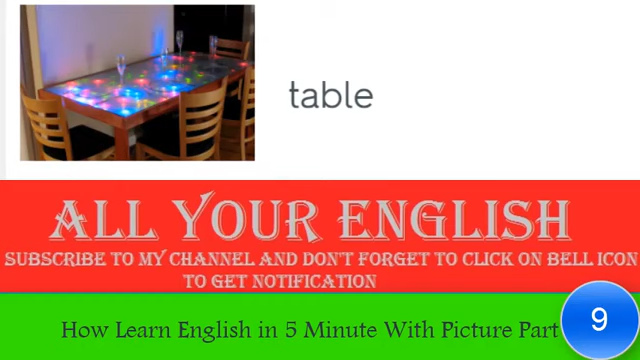 table
ALL YOUR ENGLISH
SUBSCRIBE TO MY CHANNEL AND DON'T FORGET TO CLICK ON BELL ICON
TO GET NOTIFICATION
How Learn English in 5 Minute With Picture Part 9